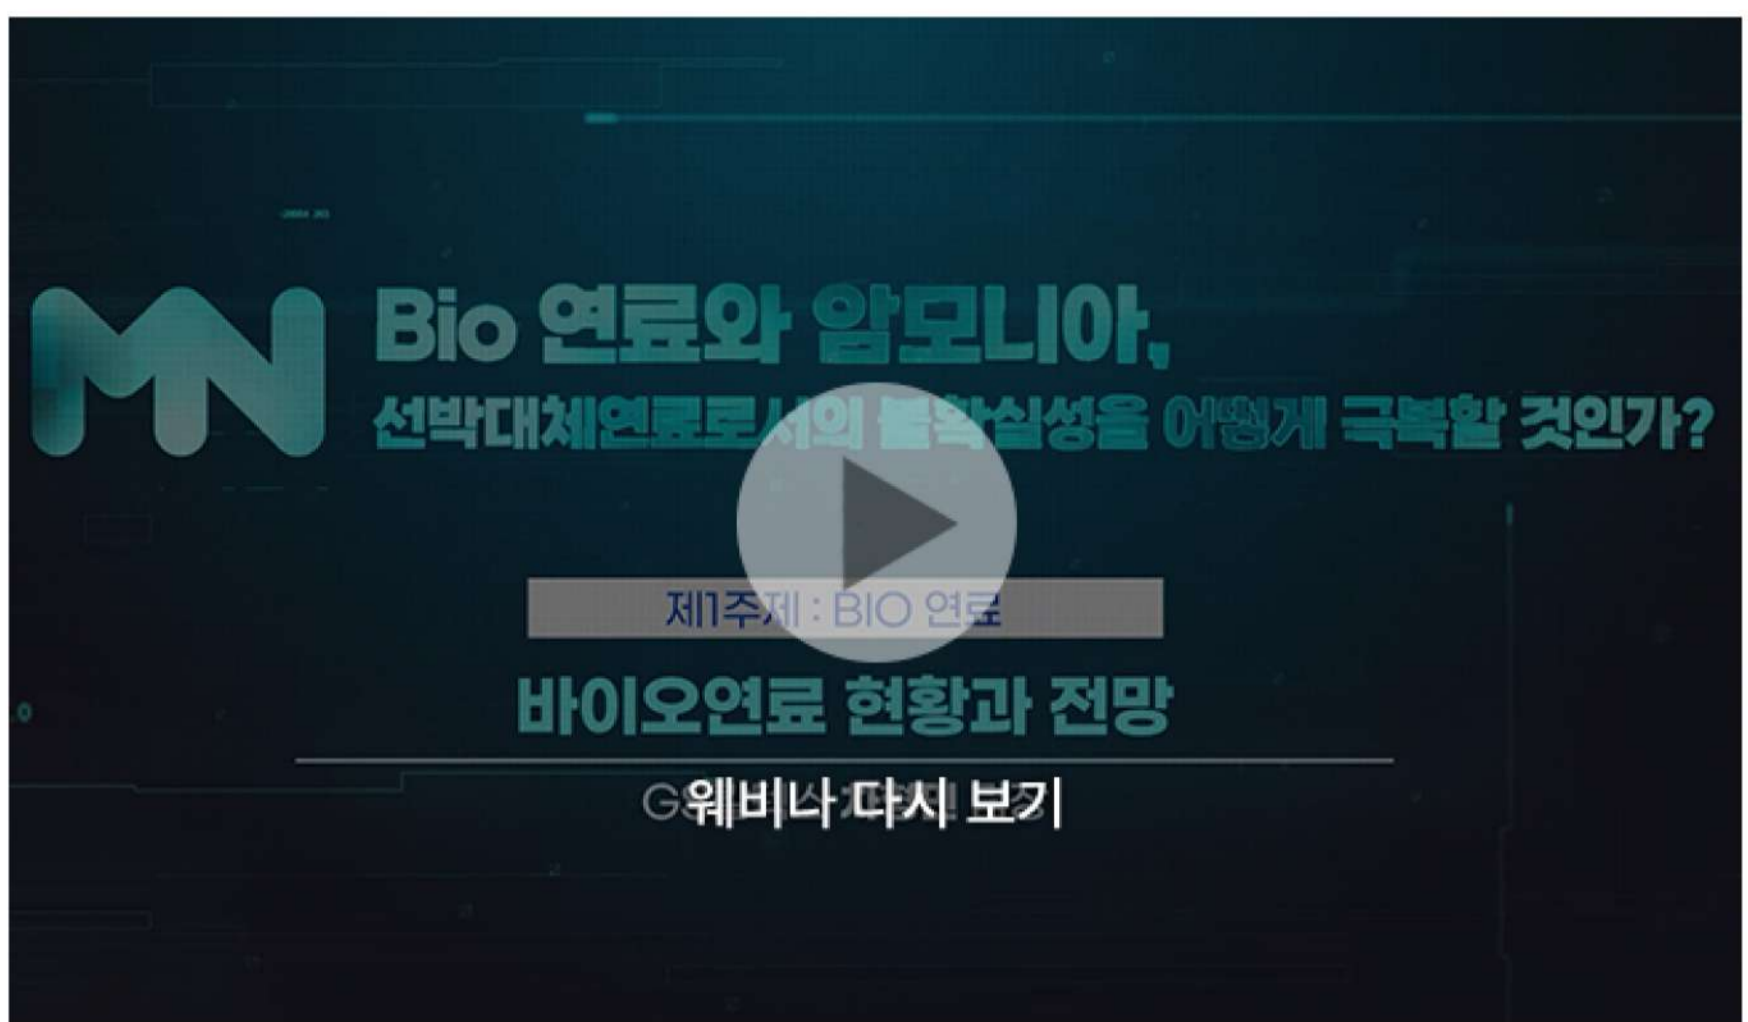 MN
Bio 연료와 암모니아,
선박대체연료로서의 불확실성을 어떻게 극복할 것인가?
제1주제 : BIO 연료
바이오연료 현황과 전망
웨비나 다시 보기